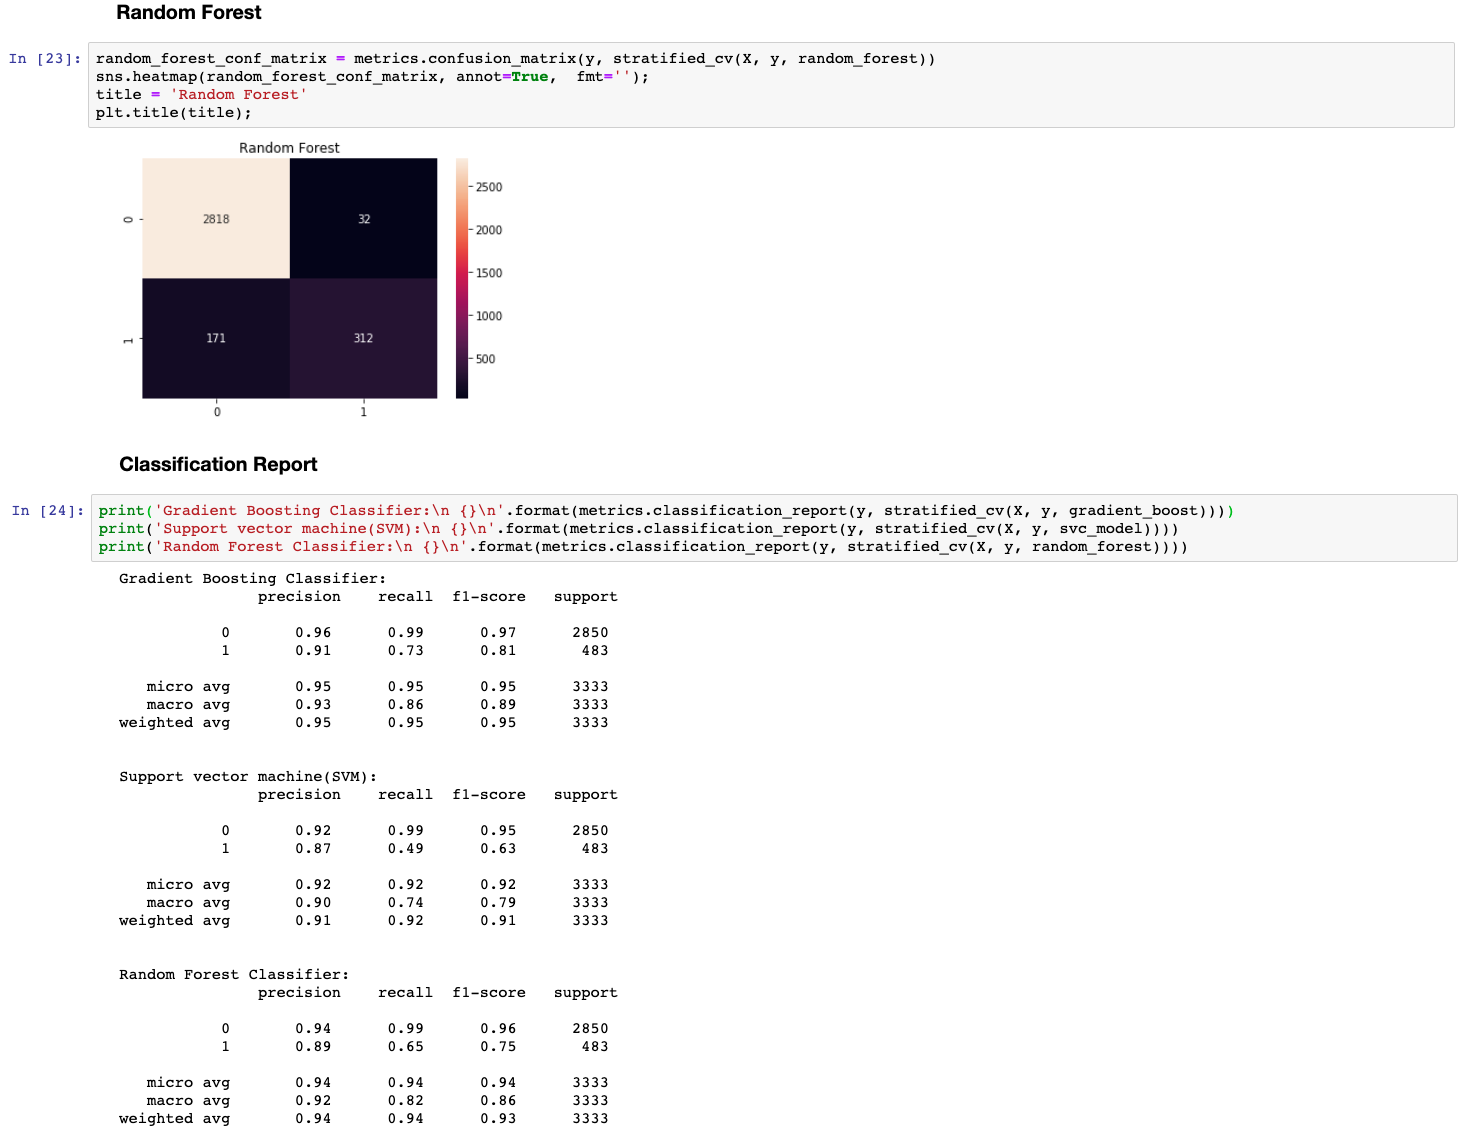 Random Forest
In [23]: random_forest_conf_matrix = metrics.confusion_matrix(y, stratified_cv(X, y, random_forest))
sns.heatmap(random_forest_conf_matrix, annot=True,  fmt='');
title = 'Random Forest'
plt.title(title);
Random Forest
2500
0 2818 32
2000
1500
1000
1 171 312
500
0 1
Classification Report
In [24]: print('Gradient Boosting Classifier:\n {}\n'.format(metrics.classification_report(y, stratified_cv(X, y, gradient_boost))))
print('Support vector machine(SVM):\n {}\n'.format(metrics.classification_report(y, stratified_cv(X, y, svc_model))))
print('Random Forest Classifier:\n {}\n'.format(metrics.classification_report(y, stratified_cv(X, y, random_forest))))
Gradient Boosting Classifier:
precision recall f1-score support
0 0.96 0.99 0.97 2850
1 0.91 0.73 0.81 483
micro avg 0.95 0.95 0.95 3333
macro avg 0.93 0.86 0.89 3333
weighted avg 0.95 0.95 0.95 3333
Support vector machine(SVM):
precision recall f1-score support
0 0.92 0.99 0.95 2850
1 0.87 0.49 0.63 483
micro avg 0.92 0.92 0.92 3333
macro avg 0.90 0.74 0.79 3333
weighted avg 0.91 0.92 0.91 3333
Random Forest Classifier:
precision recall f1-score support
0 0.94 0.99 0.96 2850
1 0.89 0.65 0.75 483
micro avg 0.94 0.94 0.94 3333
macro avg 0.92 0.82 0.86 3333
weighted avg 0.94 0.94 0.93 3333